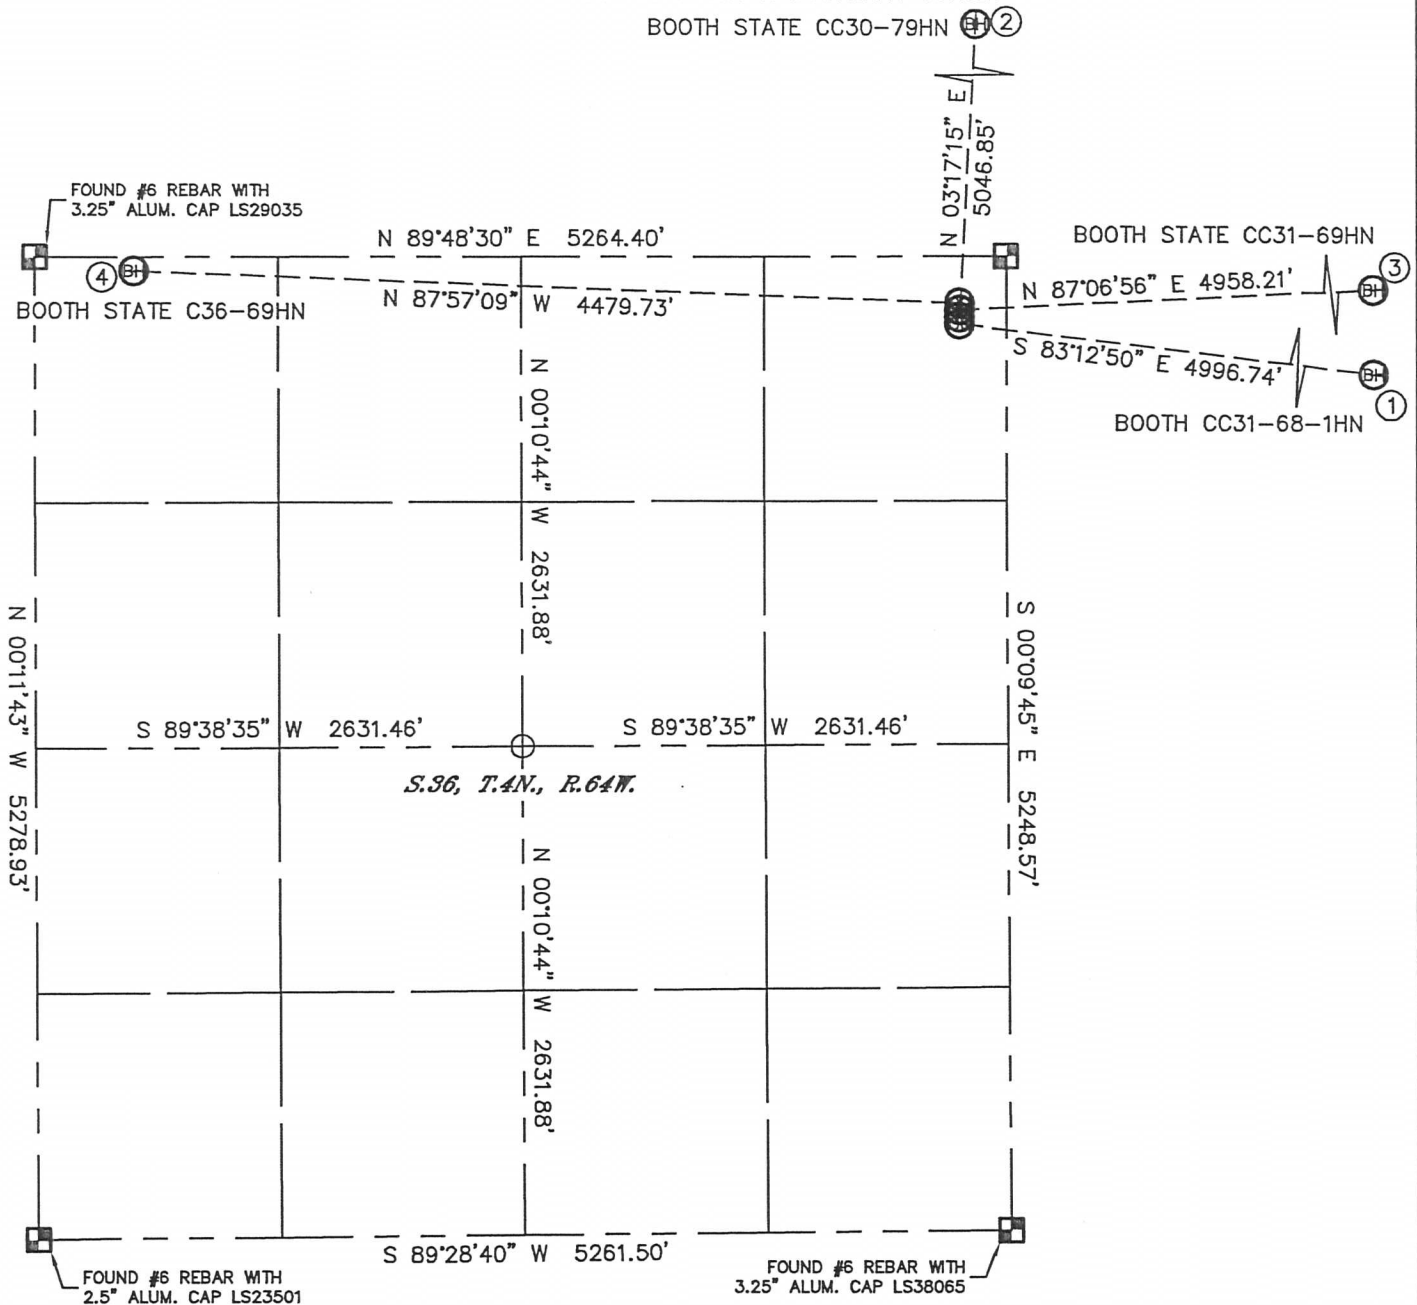 BOOTH STATE CC30-79HN BH 2
N 03°17'15" E
5046.85'
FOUND #6 REBAR WITH
3.25" ALUM. CAP LS29035
N 89°48'30" E 5264.40'
BOOTH STATE CC31-69HN
4 BH
BOOTH STATE C36-69HN
N 87°57'09" W 4479.73'
N 87°06'56" E 4958.21'
BH 3
S 83°12'50" E 4996.74'
BH 1
BOOTH CC31-68-1HN
N 00°10'44" W 2631.88'
N 00°11'43" W 5278.93'
S 00°09'45" E 5248.57'
S 89°38'35" W 2631.46'
S 89°38'35" W 2631.46'
S.36, T.4N., R.64W.
N 00°10'44" W 2631.88'
S 89°28'40" W 5261.50'
FOUND #6 REBAR WITH
2.5" ALUM. CAP LS23501
FOUND #6 REBAR WITH
3.25" ALUM. CAP LS38065